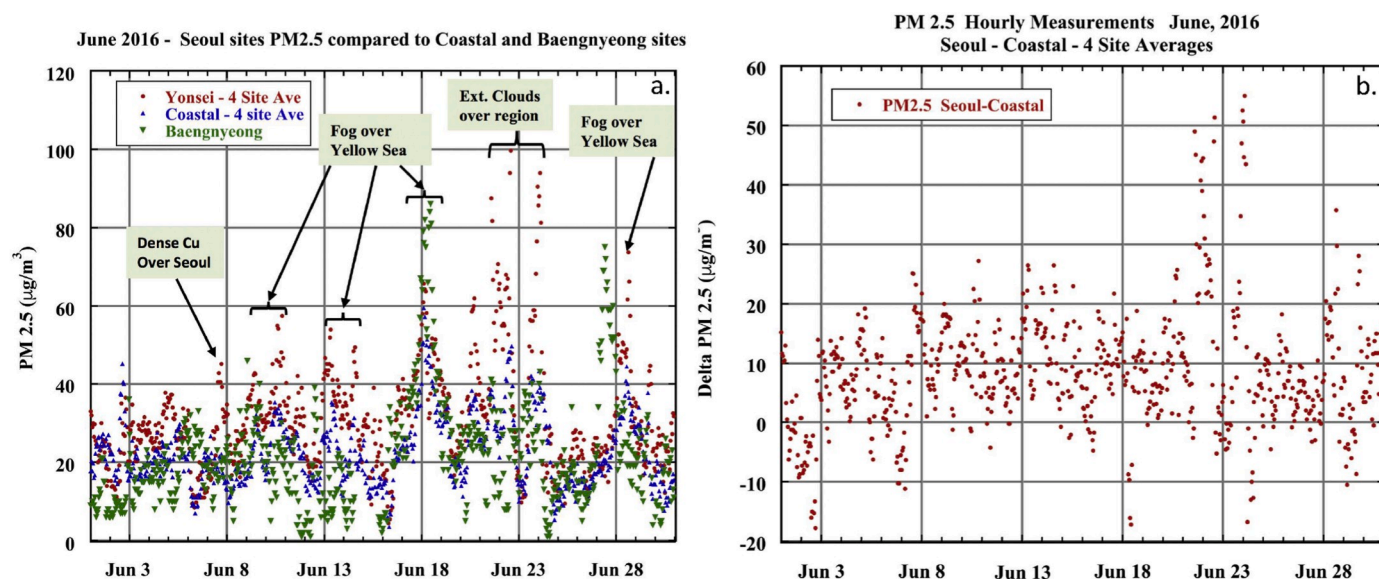 June 2016 - Seoul sites PM2.5 compared to Coastal and Baengnyeong sites
a.
Yonsei - 4 Site Ave
Coastal - 4 site Ave
Baengnyeong
Ext. Clouds
over region
Fog over
Yellow Sea
Fog over
Yellow Sea
Dense Cu
Over Seoul
PM 2.5 (μg/m³)
120
100
80
60
40
20
0
Jun 3
Jun 8
Jun 13
Jun 18
Jun 23
Jun 28
PM 2.5 Hourly Measurements June, 2016
Seoul - Coastal - 4 Site Averages
b.
PM2.5 Seoul-Coastal
Delta PM 2.5 (μg/m⁻)
60
50
40
30
20
10
0
-10
-20
Jun 3
Jun 8
Jun 13
Jun 18
Jun 23
Jun 28